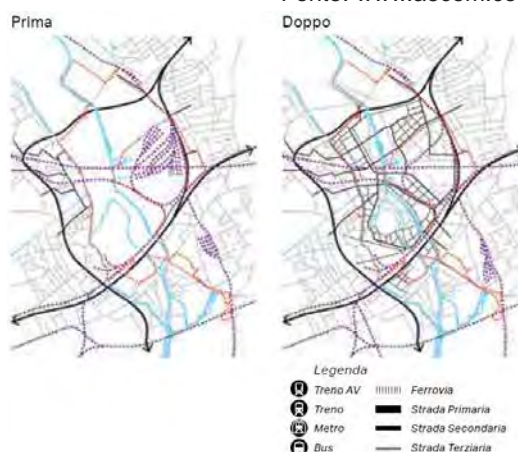 Prima
Doppo
Legenda
Treno AV
Ferrovia
Treno
Strada Primaria
Metro
Strada Secondaria
Bus
Strada Terziaria